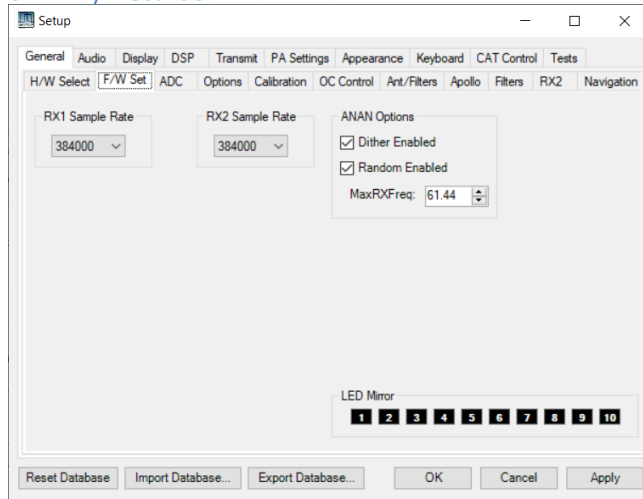 Setup
General Audio Display DSP Transmit PA Settings Appearance Keyboard CAT Control Tests
H/W Select F/W Set ADC Options Calibration OC Control Ant/Filters Apollo Filters RX2 Navigation
RX1 Sample Rate RX2 Sample Rate ANAN Options
384000 384000 Dither Enabled
Random Enabled
MaxRXFreq: 61.44
LED Mirror
1 2 3 4 5 6 7 8 9 10
Reset Database Import Database... Export Database... OK Cancel Apply